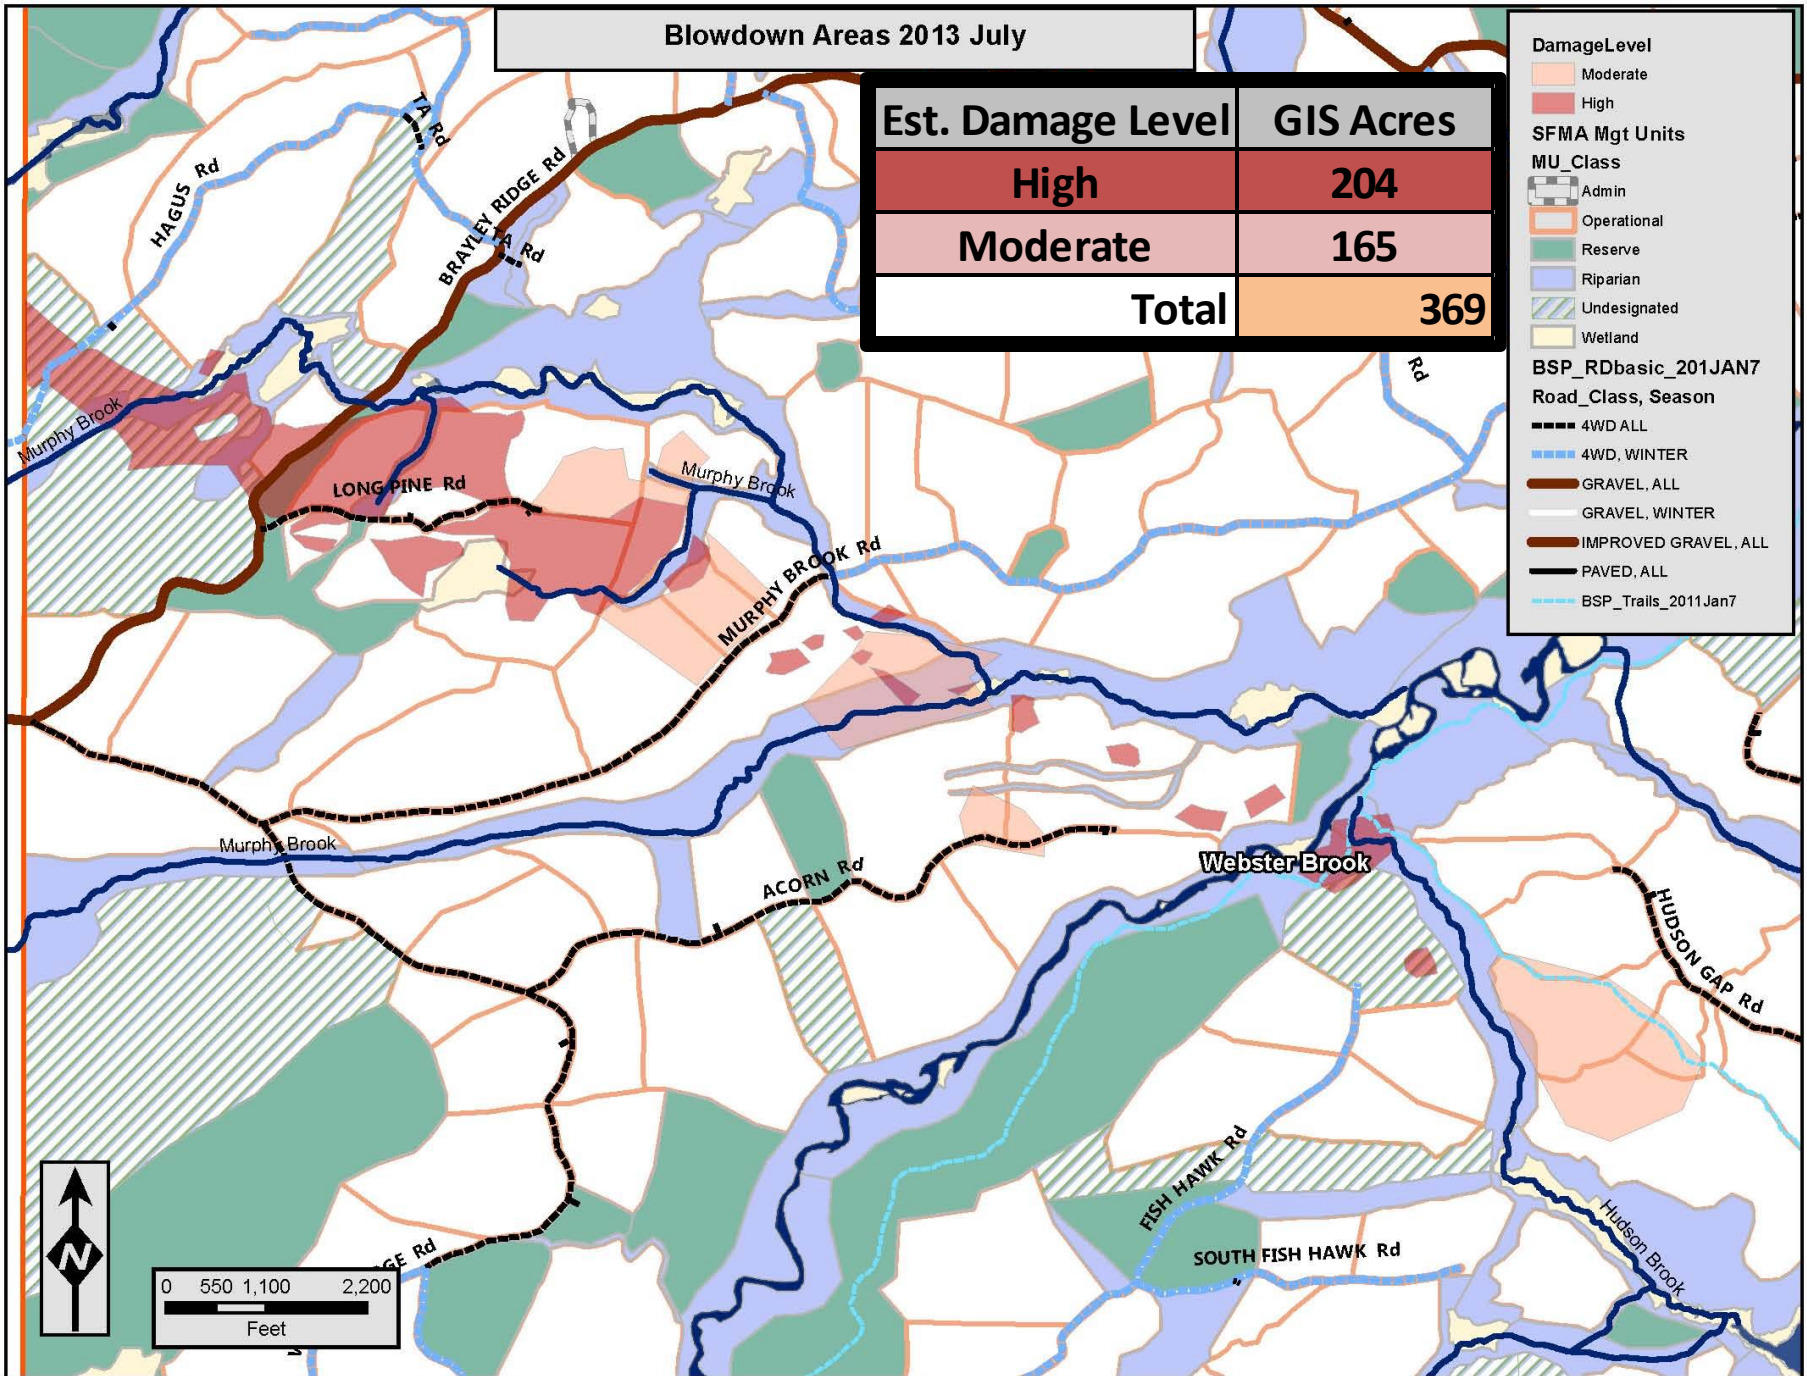 Blowdown Areas 2013 July
Est. Damage Level GIS Acres
High 204
Moderate 165
Total 369
DamageLevel
Moderate
High
SFMA Mgt Units
MU_Class
Admin
Operational
Reserve
Riparian
Undesignated
Wetland
BSP_RDbasic_201JAN7
Road_Class, Season
4WD ALL
4WD, WINTER
GRAVEL, ALL
GRAVEL, WINTER
IMPROVED GRAVEL, ALL
PAVED, ALL
BSP_Trails_2011Jan7
TA Rd
HAGUS Rd
BRAYLEY RIDGE Rd
TA Rd
Rd
Murphy Brook
LONG PINE Rd
Murphy Brook
MURPHY BROOK Rd
Murphy Brook
ACORN Rd
Webster Brook
HUDSON GAP Rd
FISH HAWK Rd
SOUTH FISH HAWK Rd
Hudson Brook
GE Rd
N
0 550 1,100 2,200
Feet